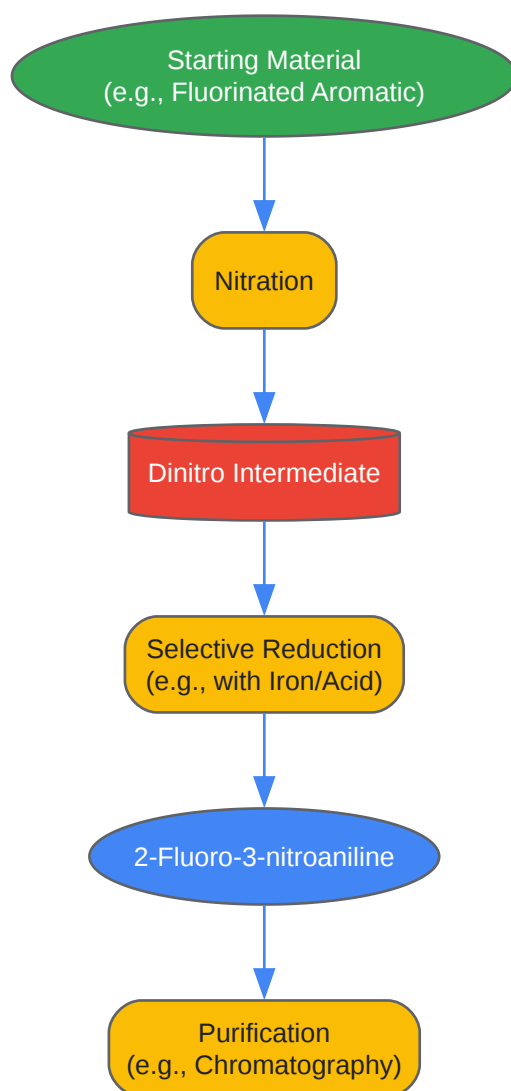 Starting Material
(e.g., Fluorinated Aromatic)
Nitration
Dinitro Intermediate
Selective Reduction
(e.g., with Iron/Acid)
2-Fluoro-3-nitroaniline
Purification
(e.g., Chromatography)